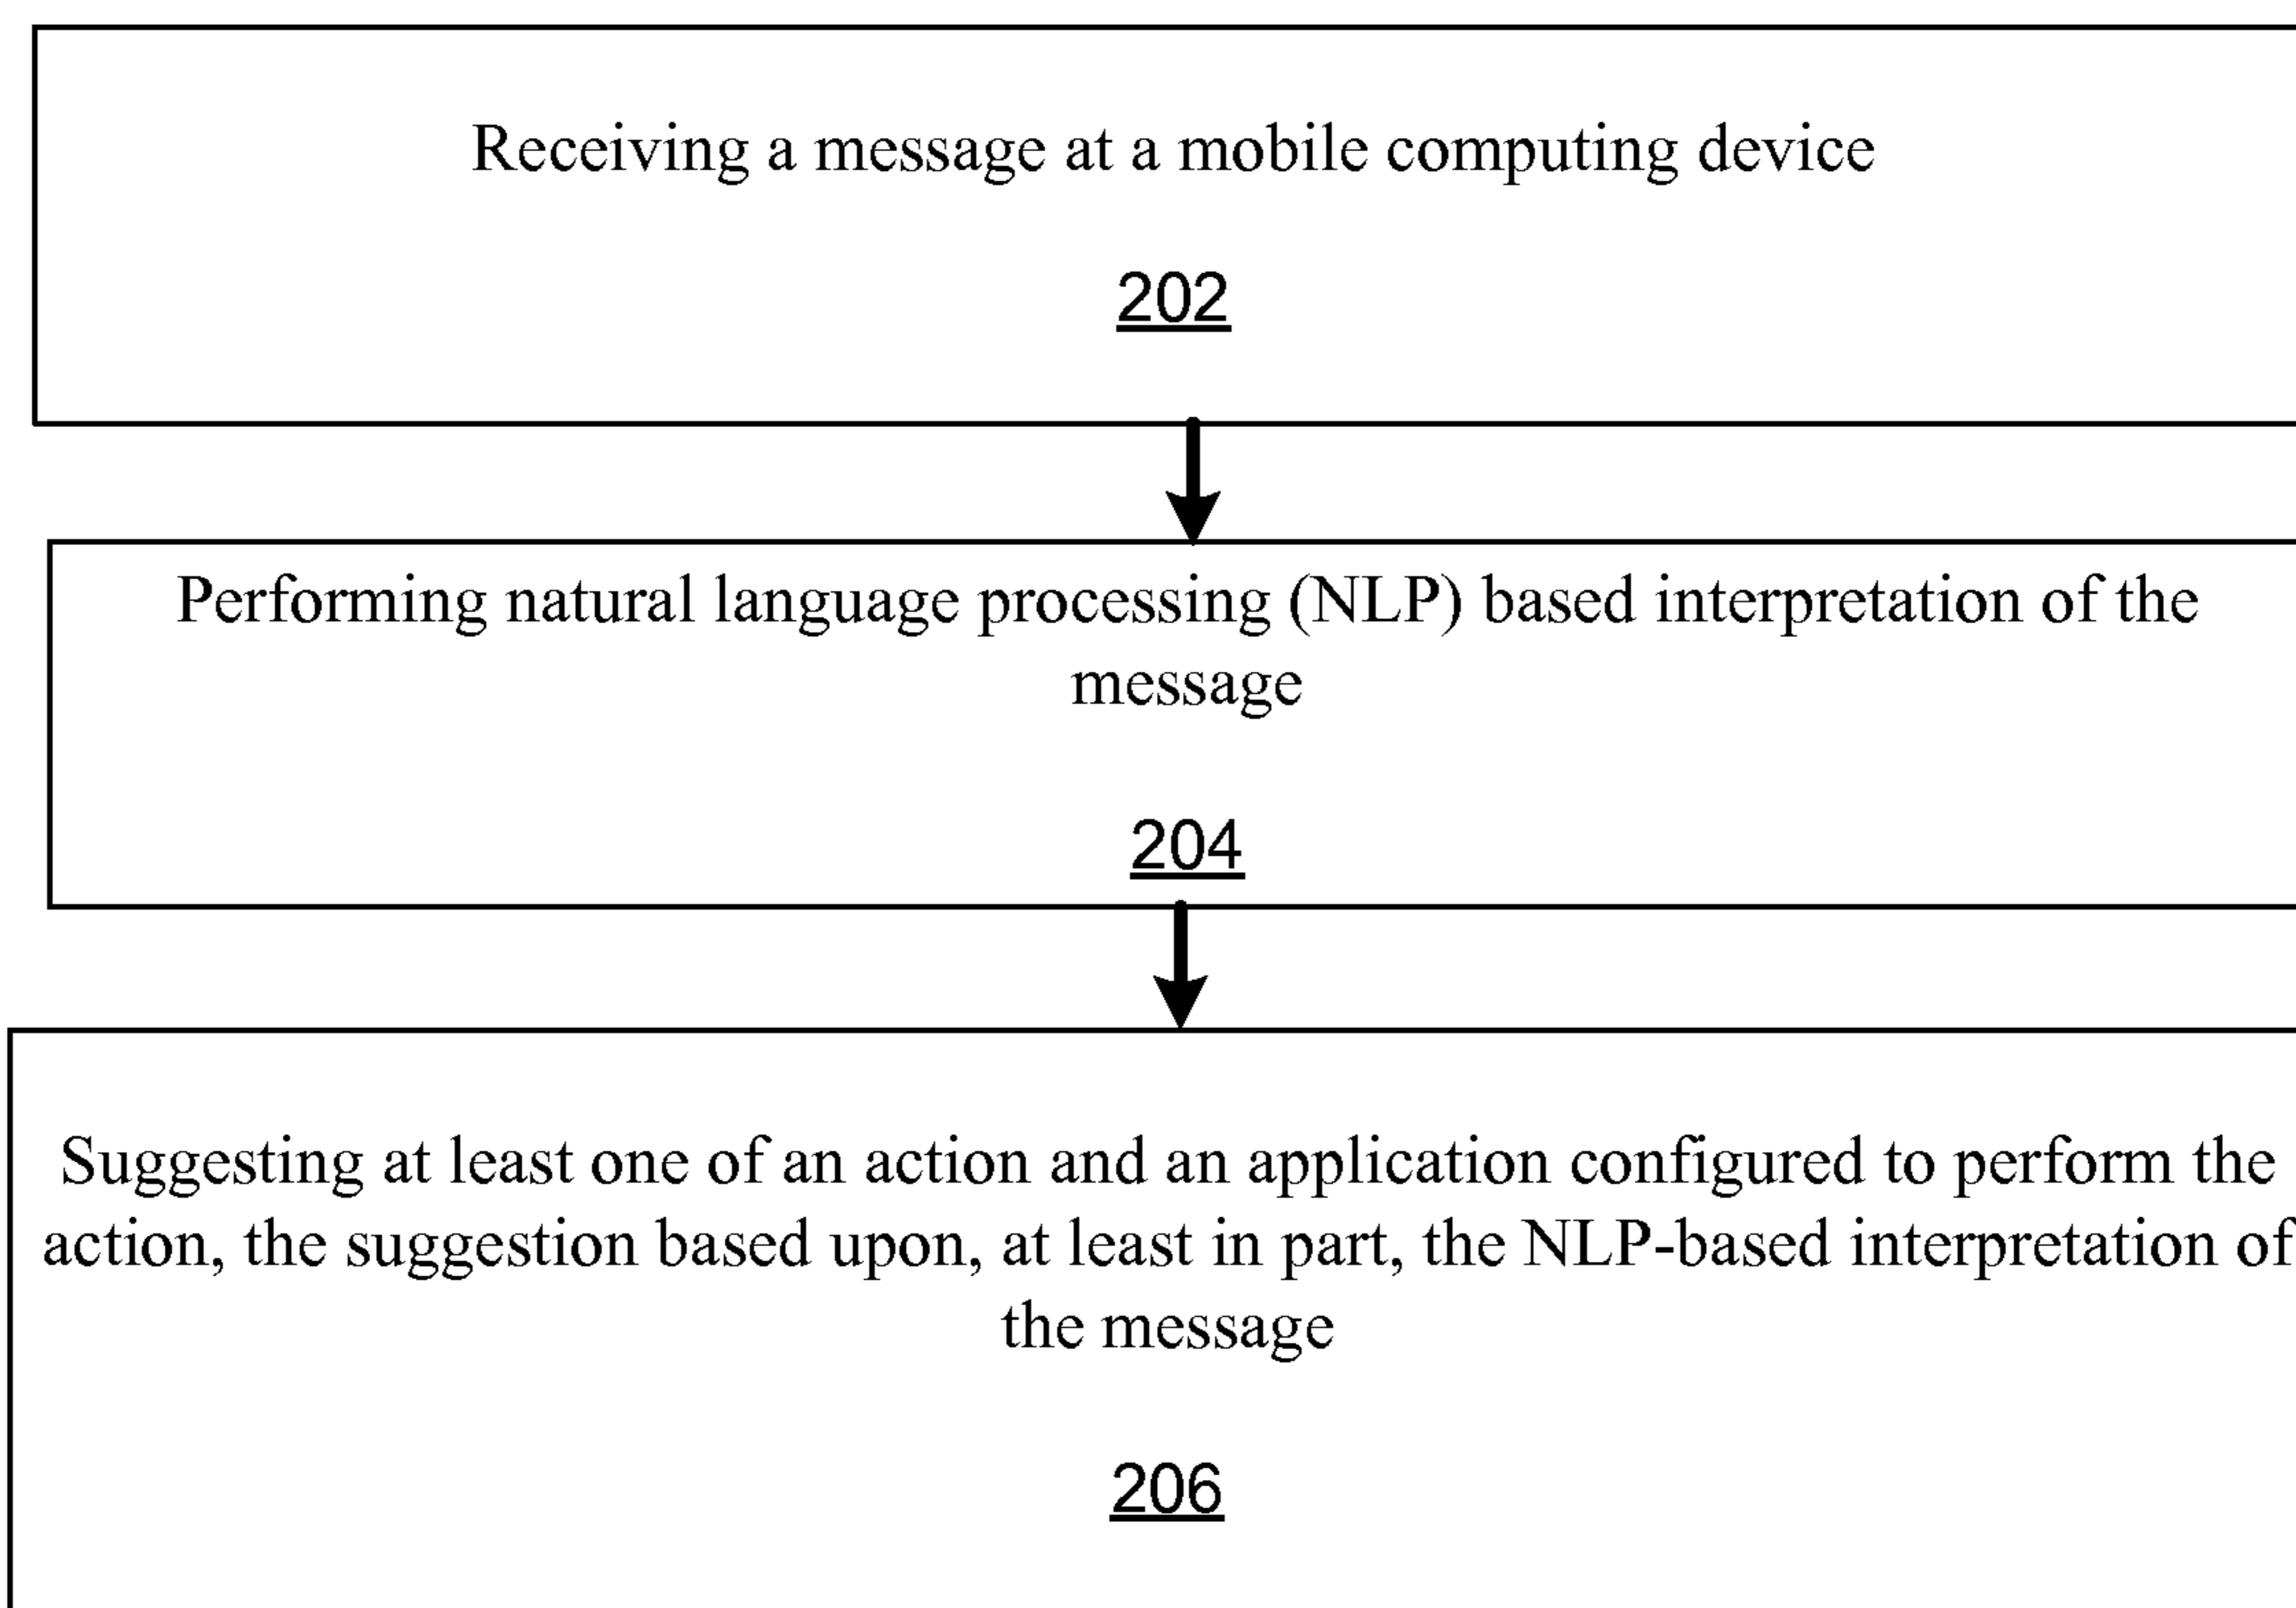 Receiving a message at a mobile computing device
202
Performing natural language processing (NLP) based interpretation of the
message
204
Suggesting at least one of an action and an application configured to perform the
action, the suggestion based upon, at least in part, the NLP-based interpretation of
the message
206